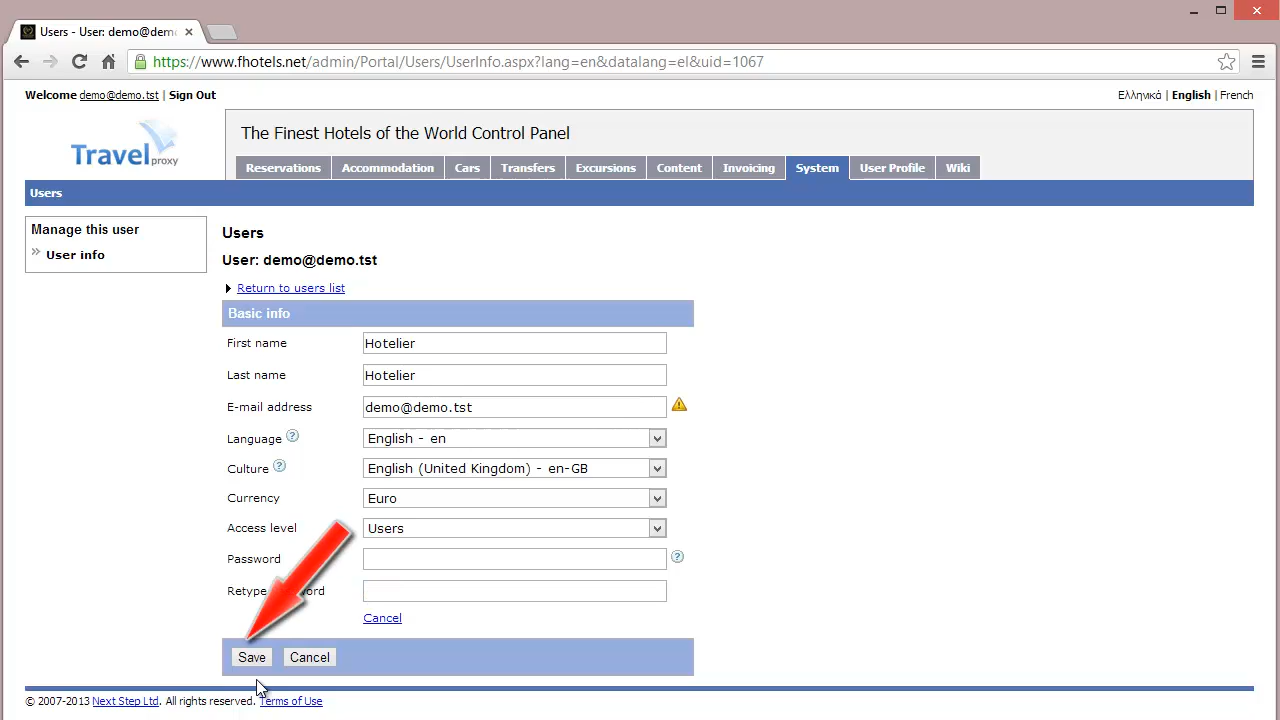 Users - User: demo@dem
https://www.fhotels.net/admin/Portal/Users/UserInfo.aspx?lang=en&datalang=el&uid=1067
Welcome demo@demo.tst | Sign Out
Ελληνικά | English | French
Travel proxy
The Finest Hotels of the World Control Panel
Reservations Accommodation Cars Transfers Excursions Content Invoicing System User Profile Wiki
Users
Manage this user
» User info
Users
User: demo@demo.tst
Return to users list
Basic info
First name Hotelier
Last name Hotelier
E-mail address demo@demo.tst
Language ? English - en
Culture ? English (United Kingdom) - en-GB
Currency Euro
Access level Users
Password ?
Retype
Cancel
Save Cancel
© 2007-2013 Next Step Ltd. All rights reserved. Terms of Use